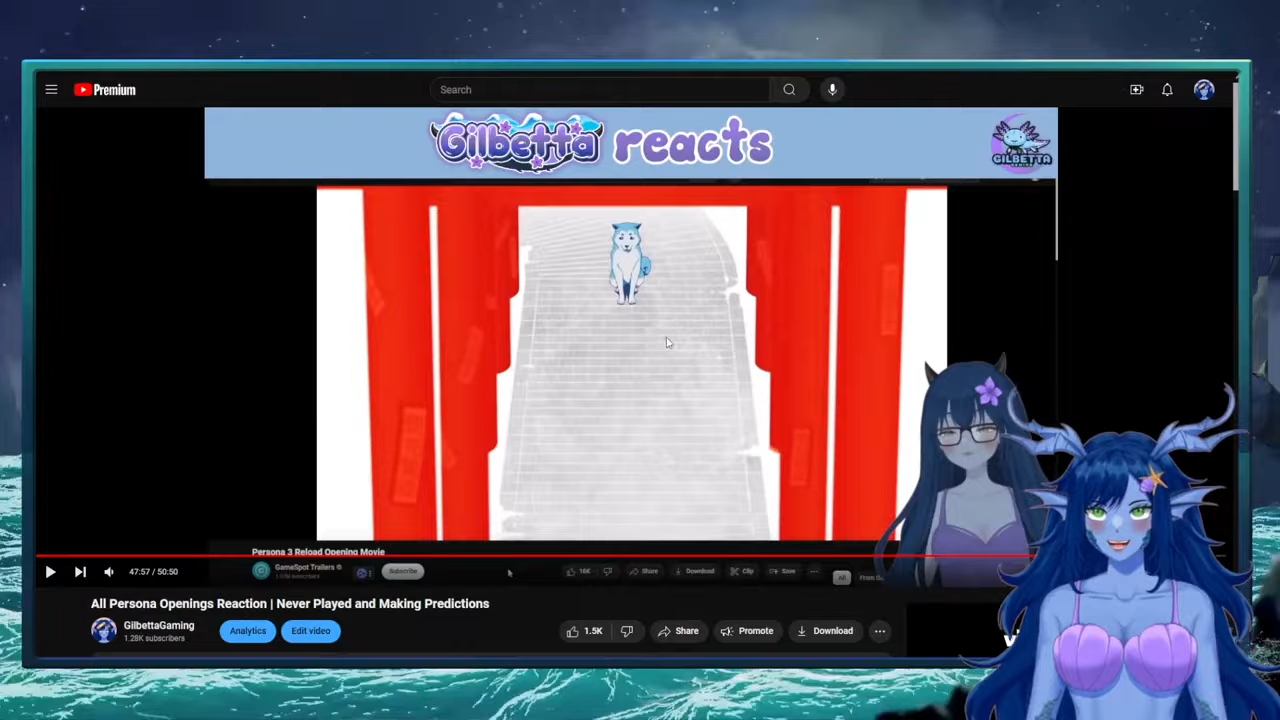 Premium
Search
Gilbetta reacts
GILBETTA
Persona 3 Reload Opening Movie
GameSpot Trailers
Subscribe
16K
Share
Download
Clip
Save
All
47:57 / 50:50
All Persona Openings Reaction | Never Played and Making Predictions
GilbettaGaming
1.28K subscribers
Analytics
Edit video
1.5K
Share
Promote
Download